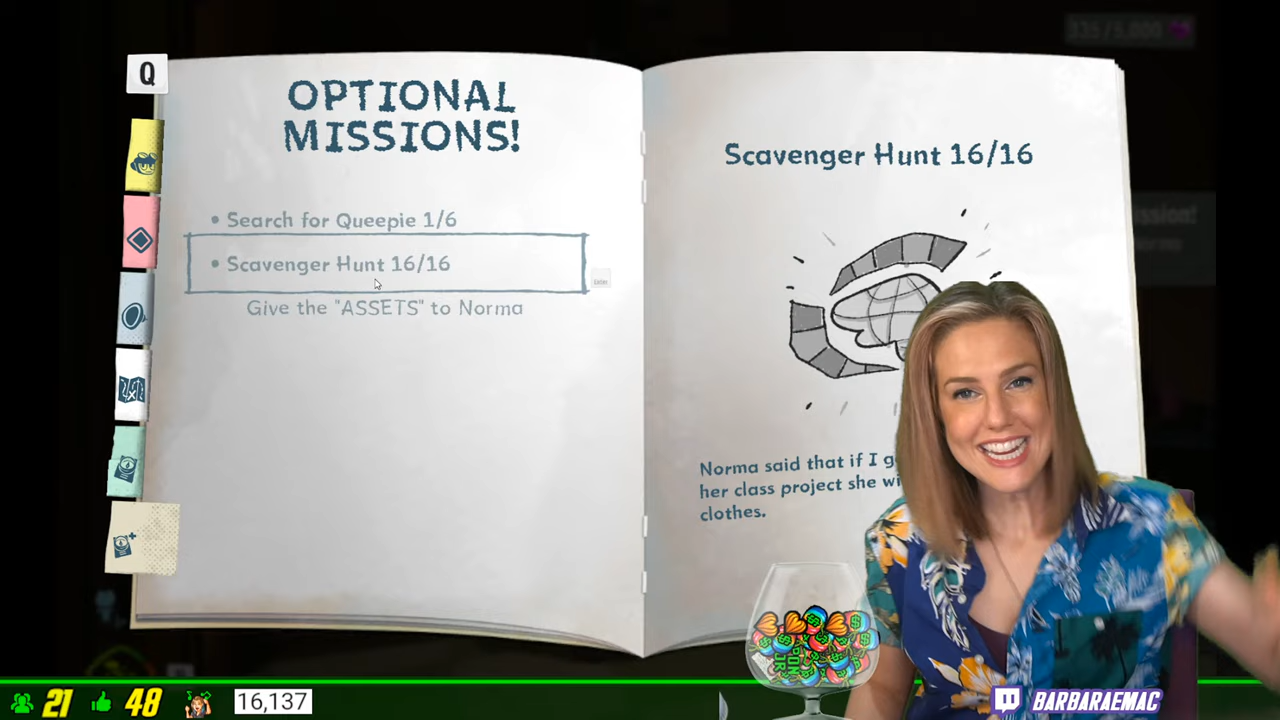 Q
OPTIONAL
MISSIONS!
• Search for Queepie 1/6
• Scavenger Hunt 16/16
Give the "ASSETS" to Norma
Scavenger Hunt 16/16
Norma said that if I
her class project she
clothes.
21
48
16,137
BARBARAEMAC